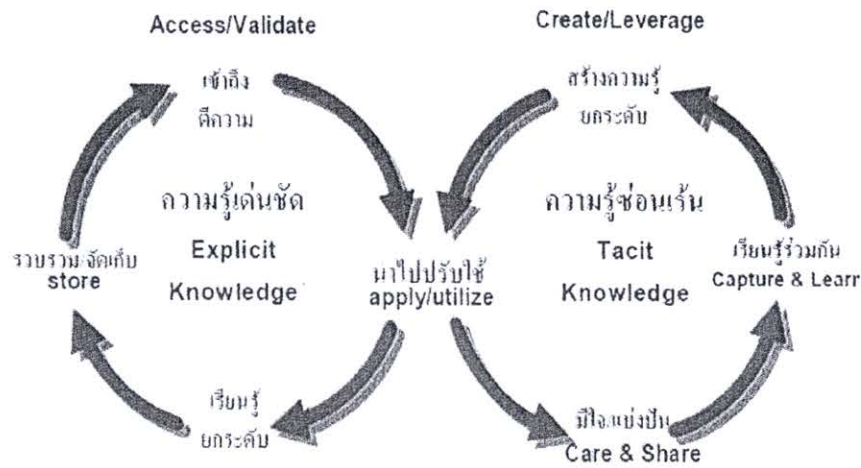 Access/Validate
Create/Leverage
เข้าถึง
ตีความ
สร้างความรู้
ยกระดับ
ความรู้เด่นชัด
Explicit
Knowledge
ความรู้ซ่อนเร้น
Tacit
Knowledge
รวบรวม/จัดเก็บ
store
นำไปปรับใช้
apply/utilize
เรียนรู้ร่วมกัน
Capture & Learn
เรียนรู้
ยกระดับ
มีใจ/แบ่งปัน
Care & Share